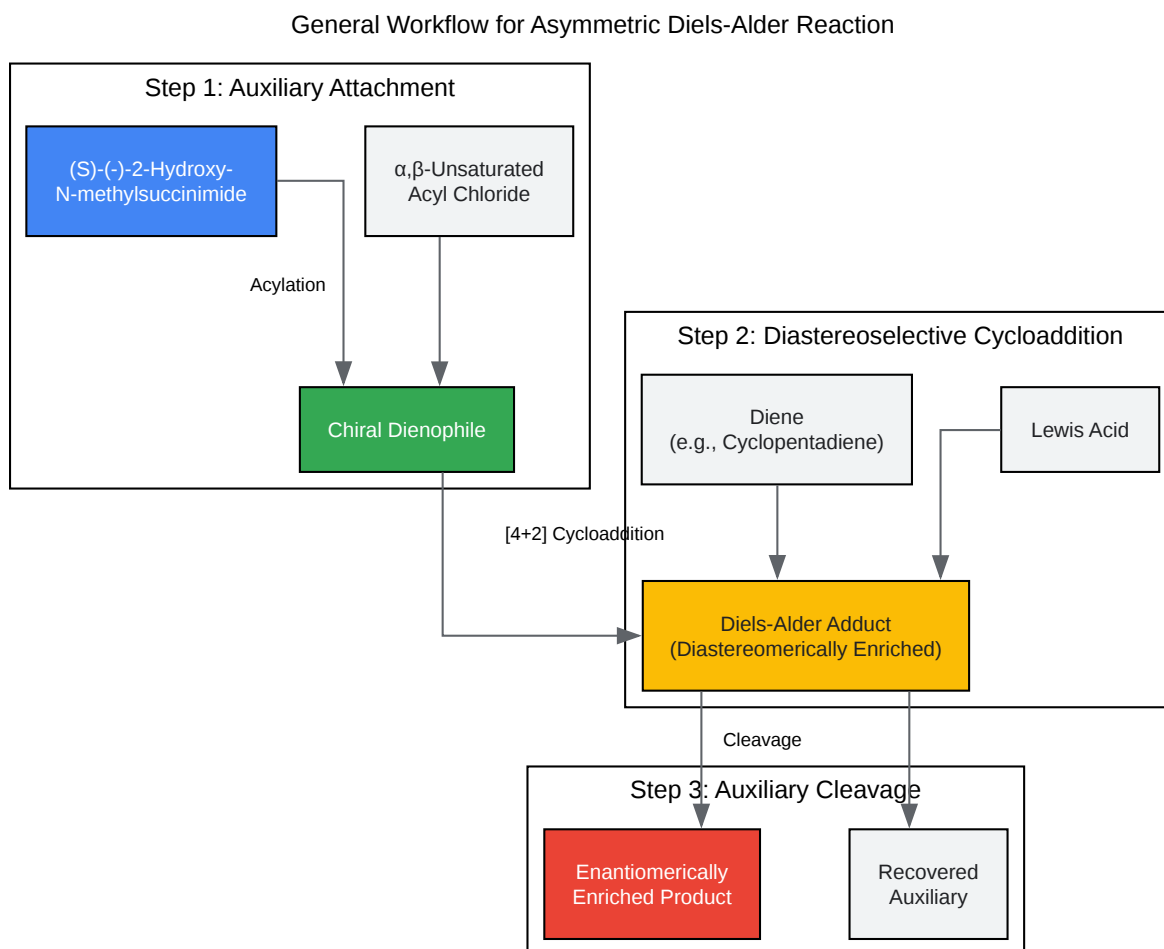 General Workflow for Asymmetric Diels-Alder Reaction
Step 1: Auxiliary Attachment
(S)-(-)-2-Hydroxy-
N-methylsuccinimide
α,β-Unsaturated
Acyl Chloride
Acylation
Chiral Dienophile
Step 2: Diastereoselective Cycloaddition
Diene
(e.g., Cyclopentadiene)
Lewis Acid
[4+2] Cycloaddition
Diels-Alder Adduct
(Diastereomerically Enriched)
Cleavage
Step 3: Auxiliary Cleavage
Enantiomerically
Enriched Product
Recovered
Auxiliary